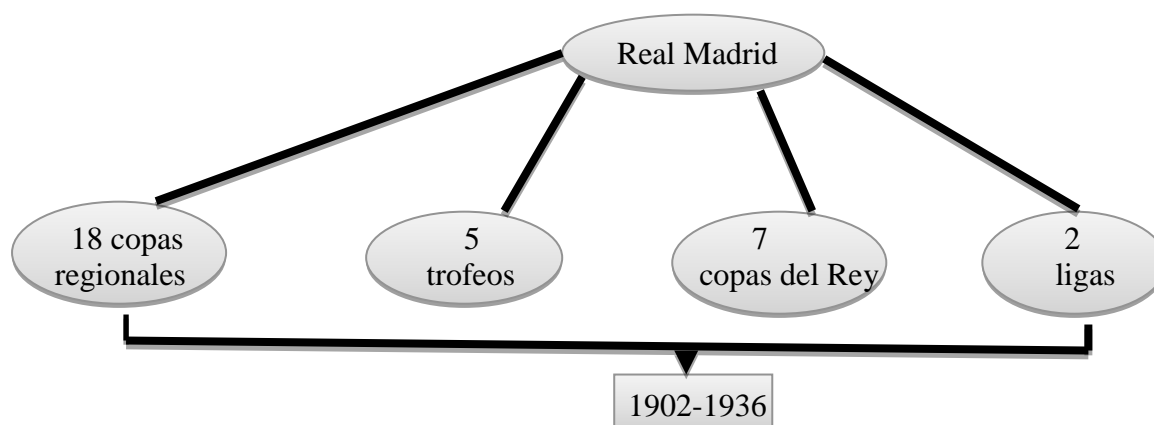 Real Madrid
18 copas
regionales
5
trofeos
7
copas del Rey
2
ligas
1902-1936